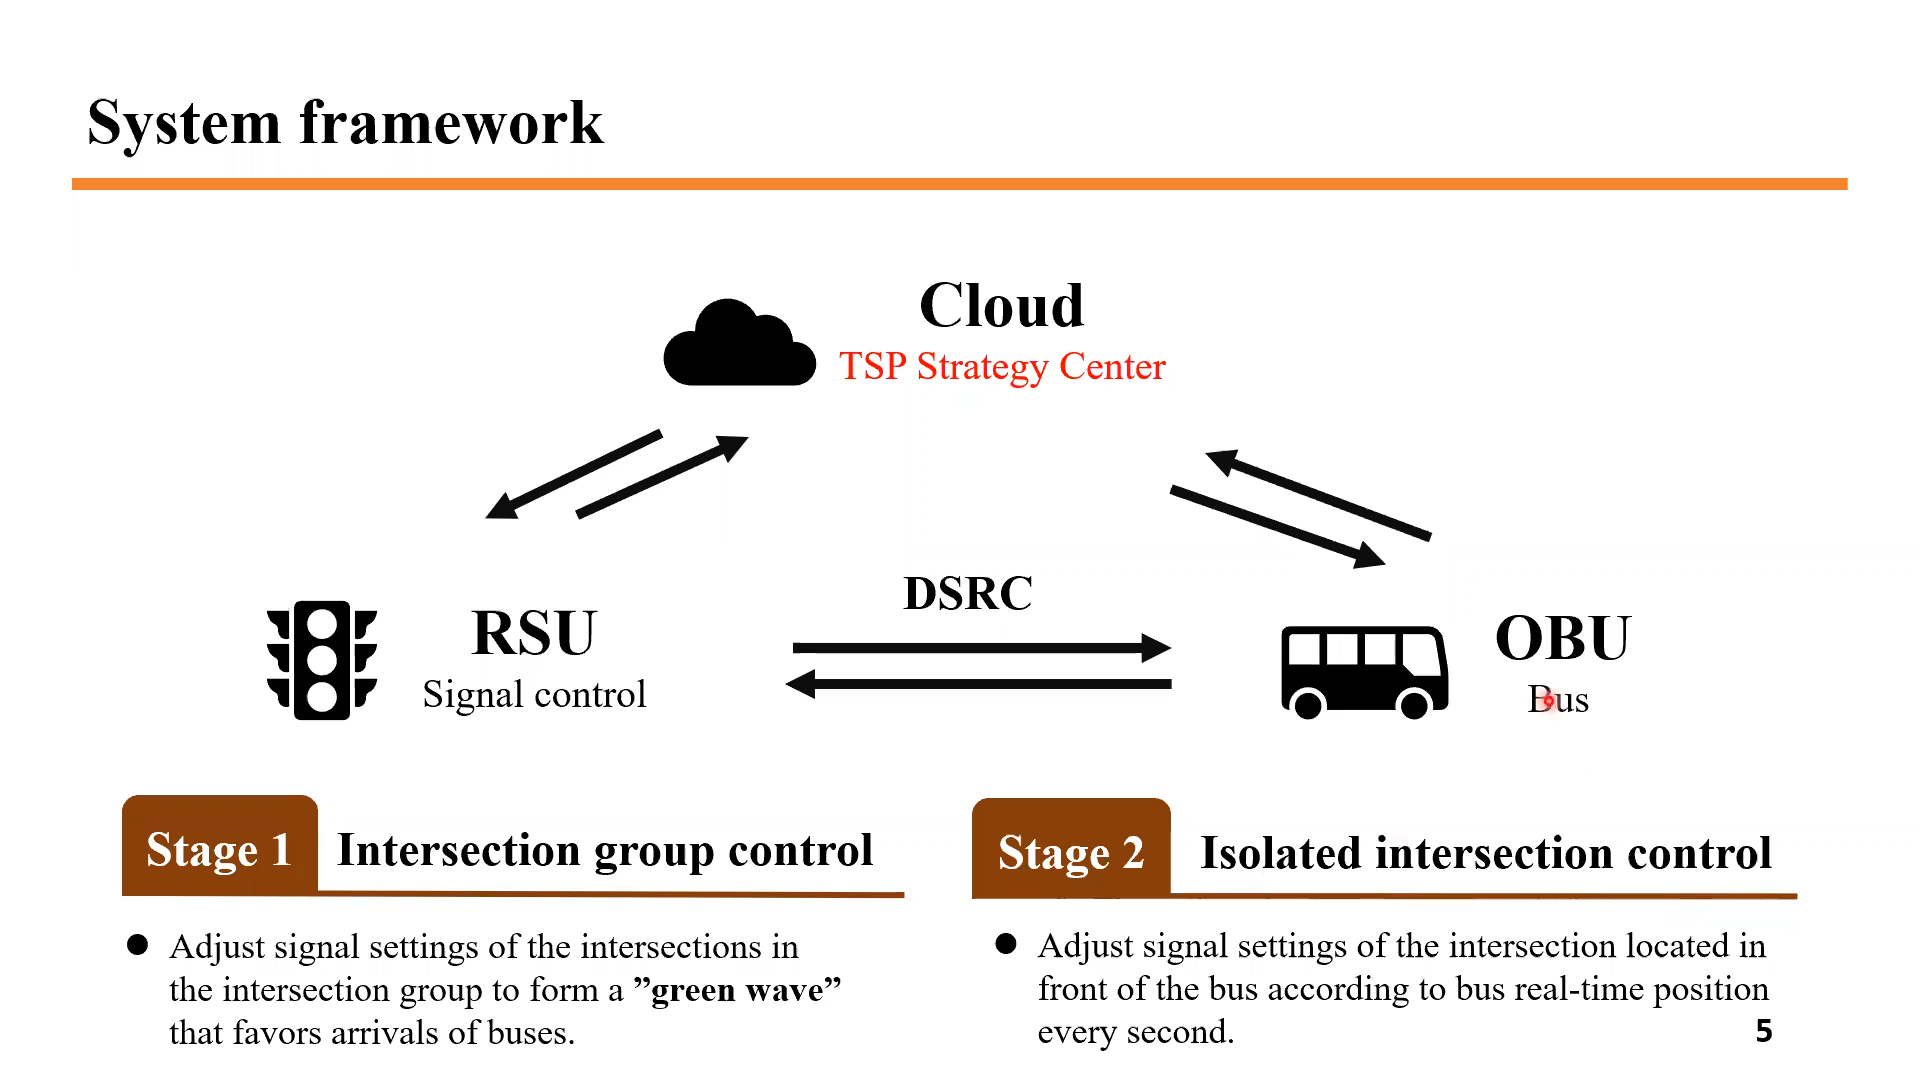 System framework
Cloud
TSP Strategy Center
DSRC
RSU
Signal control
OBU
Bus
Stage 1
Intersection group control
Adjust signal settings of the intersections in
the intersection group to form a ”green wave”
that favors arrivals of buses.
Stage 2
Isolated intersection control
Adjust signal settings of the intersection located in
front of the bus according to bus real-time position
every second.
5